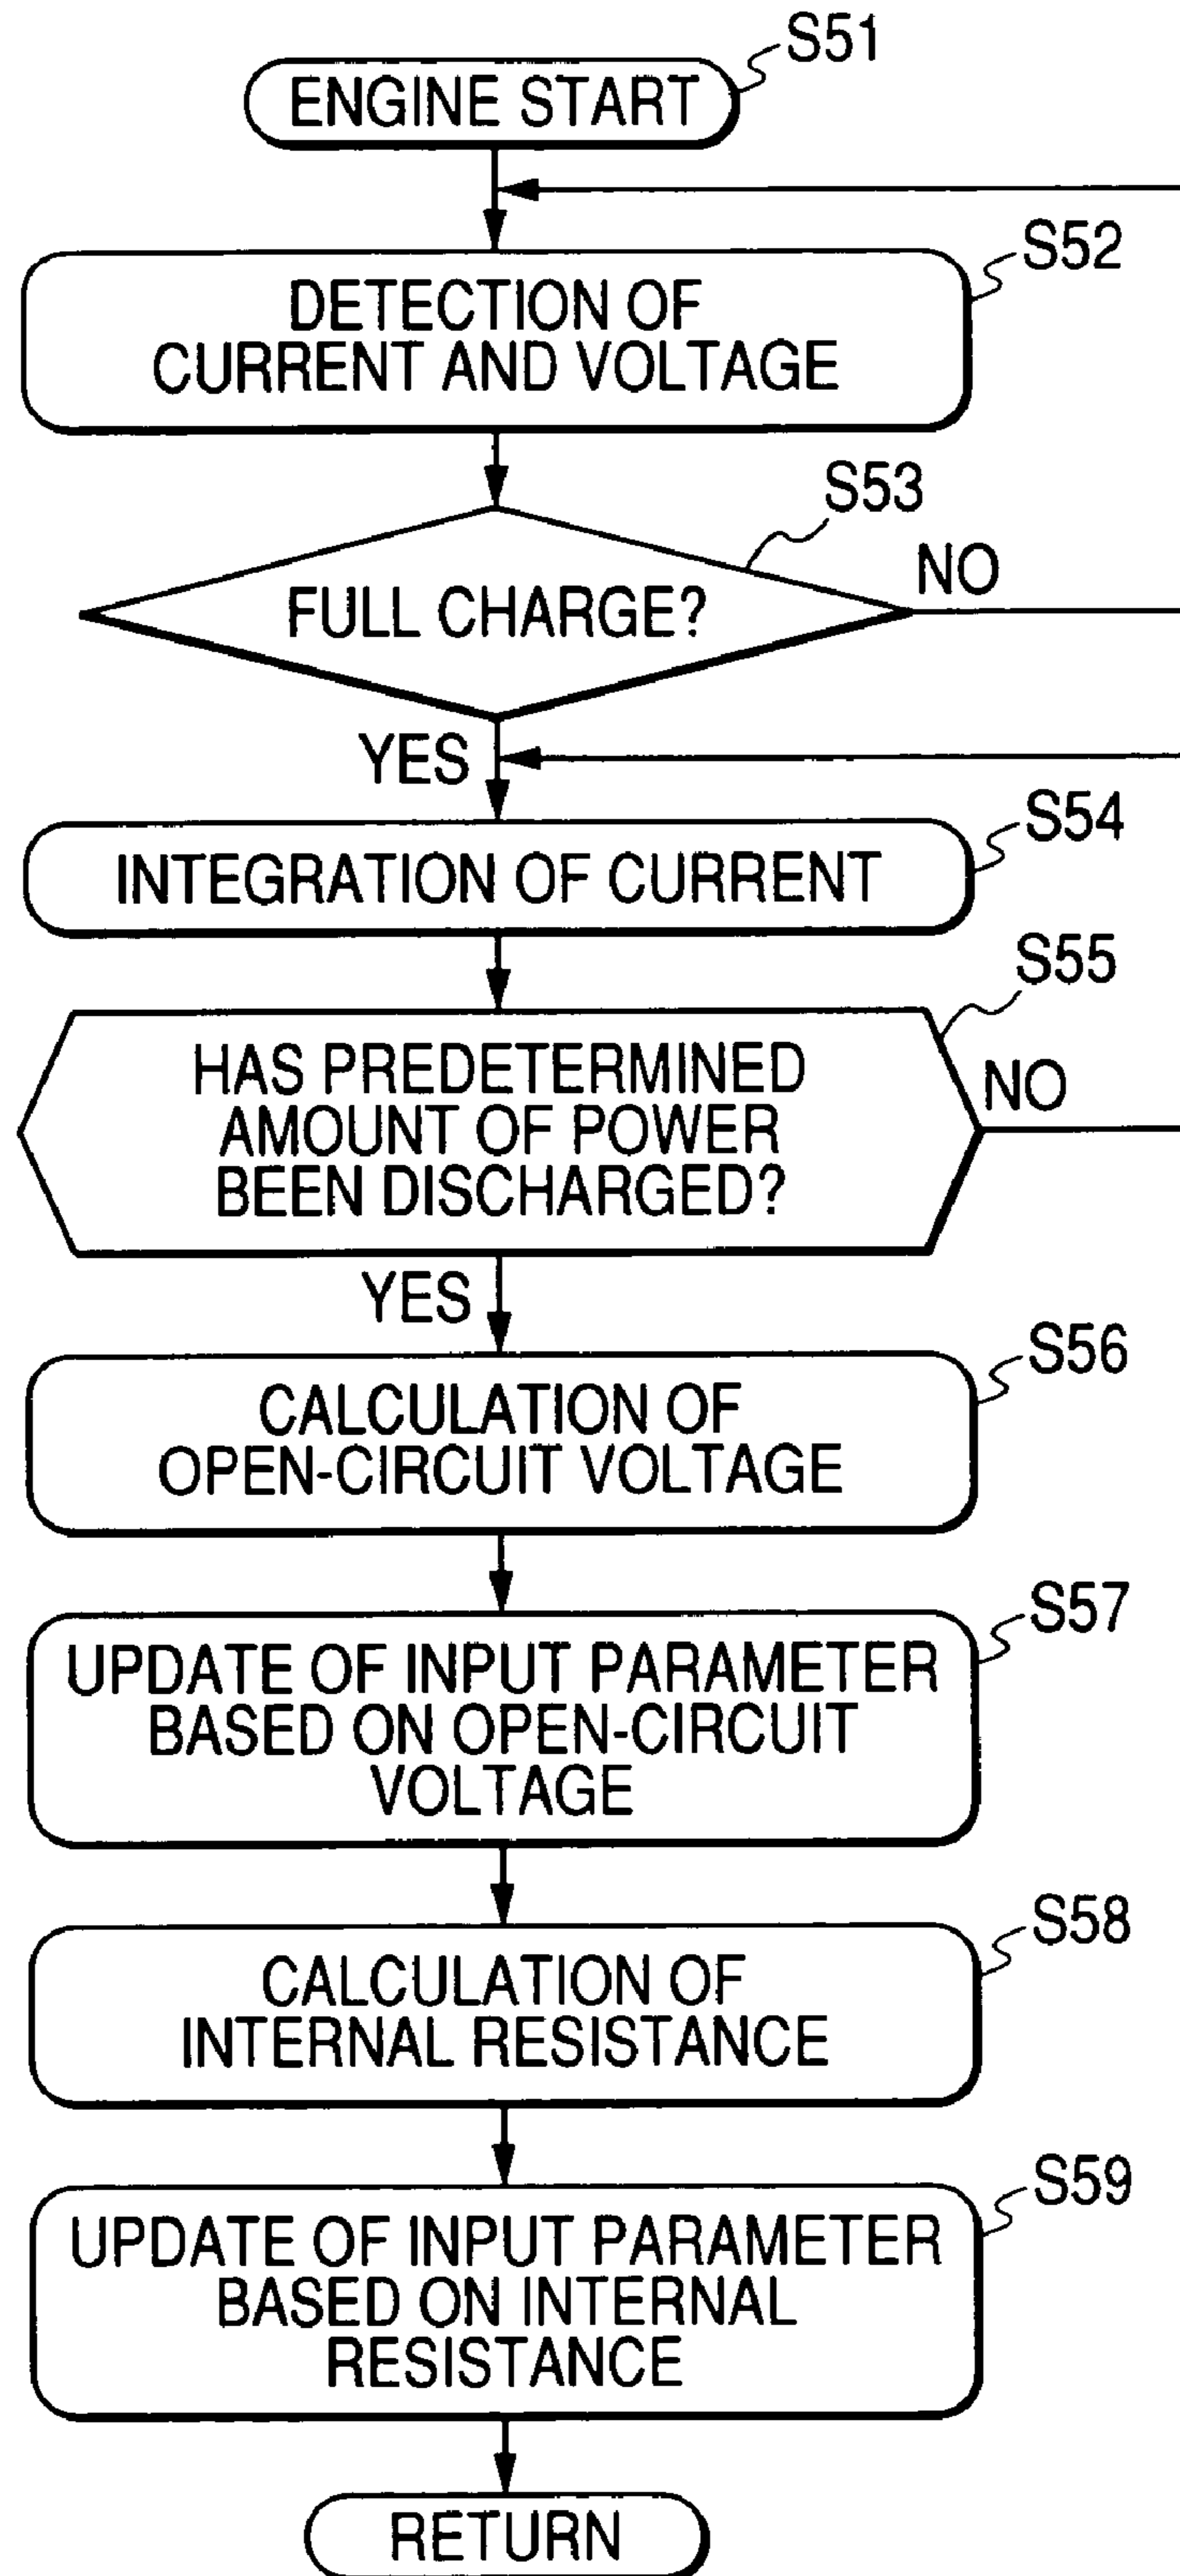 S51
ENGINE START
S52
DETECTION OF
CURRENT AND VOLTAGE
S53
NO
FULL CHARGE?
YES
S54
INTEGRATION OF CURRENT
S55
HAS PREDETERMINED
NO
AMOUNT OF POWER
BEEN DISCHARGED?
YES
S56
CALCULATION OF
OPEN-CIRCUIT VOLTAGE
S57
UPDATE OF INPUT PARAMETER
BASED ON OPEN-CIRCUIT
VOLTAGE
S58
CALCULATION OF
INTERNAL RESISTANCE
S59
UPDATE OF INPUT PARAMETER
BASED ON INTERNAL
RESISTANCE
RETURN